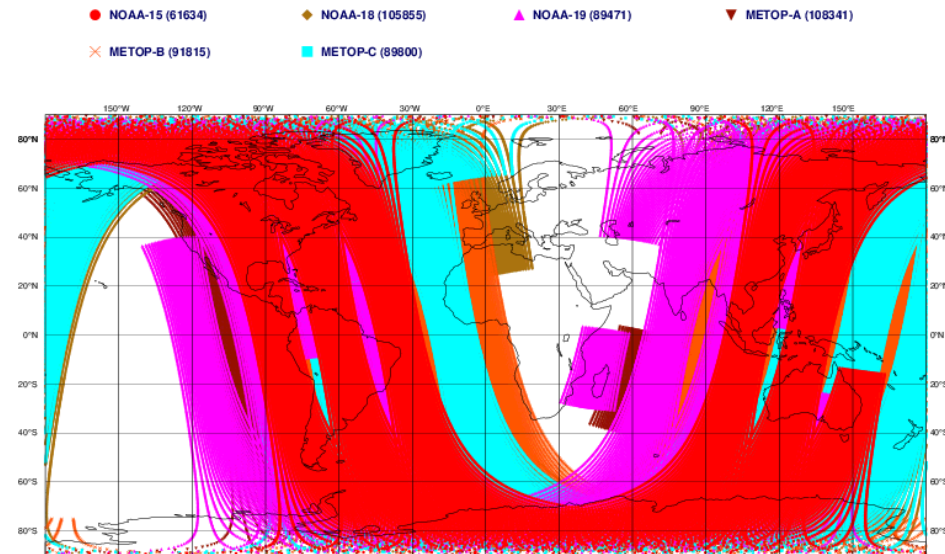 NOAA-15 (61634) NOAA-18 (105855) NOAA-19 (89471) METOP-A (108341)
METOP-B (91815) METOP-C (89800)
150°W 120°W 90°W 60°W 30°W 0°E 30°E 60°E 90°E 120°E 150°E
80°N 80°N
60°N 60°N
40°N 40°N
20°N 20°N
0°N 0°N
20°S 20°S
40°S 40°S
60°S 60°S
80°S 80°S